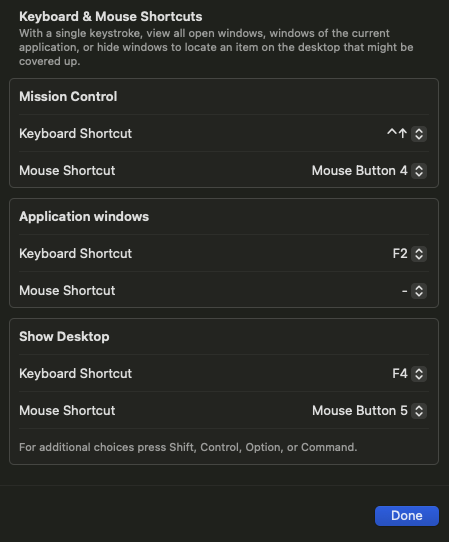 Keyboard & Mouse Shortcuts
With a single keystroke, view all open windows, windows of the current
application, or hide windows to locate an item on the desktop that might be
covered up.
Mission Control
Keyboard Shortcut ^↑
Mouse Shortcut Mouse Button 4
Application windows
Keyboard Shortcut F2
Mouse Shortcut -
Show Desktop
Keyboard Shortcut F4
Mouse Shortcut Mouse Button 5
For additional choices press Shift, Control, Option, or Command.
Done